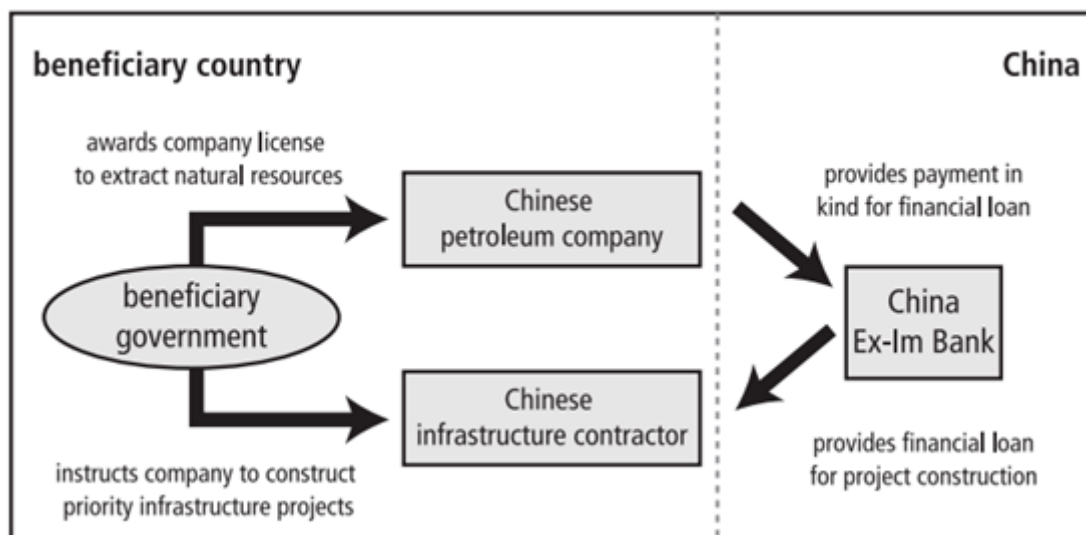 beneficiary country
China
awards company license
to extract natural resources
Chinese
petroleum company
provides payment in
kind for financial loan
beneficiary
government
China
Ex-Im Bank
Chinese
infrastructure contractor
instructs company to construct
priority infrastructure projects
provides financial loan
for project construction